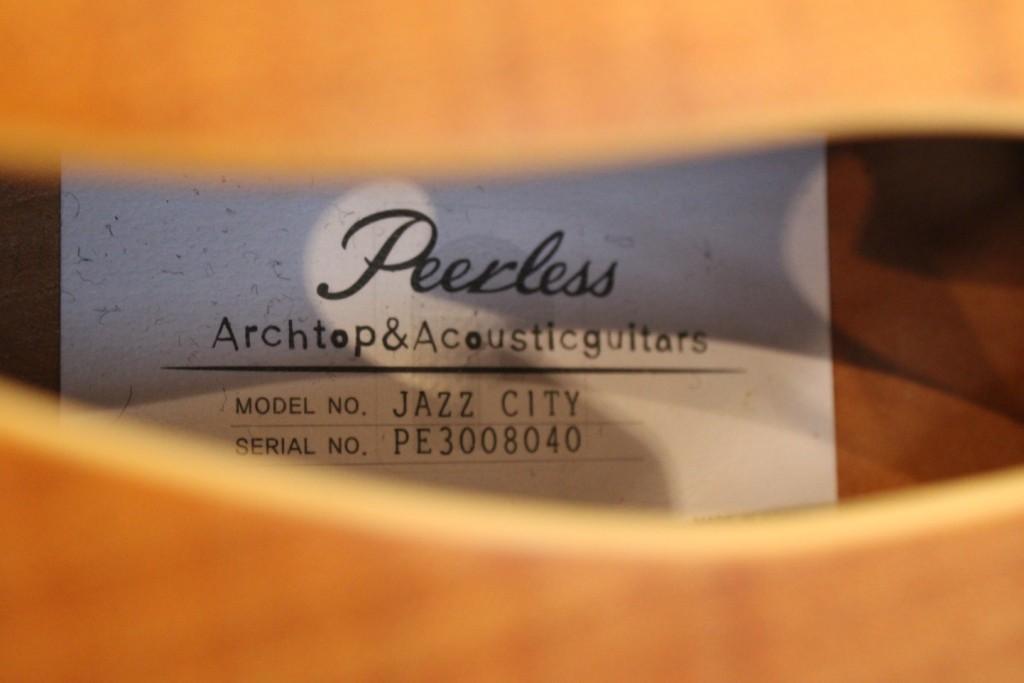 Peerless
Archtop&Acousticguitars
MODEL NO. JAZZ CITY
SERIAL NO. PE3008040